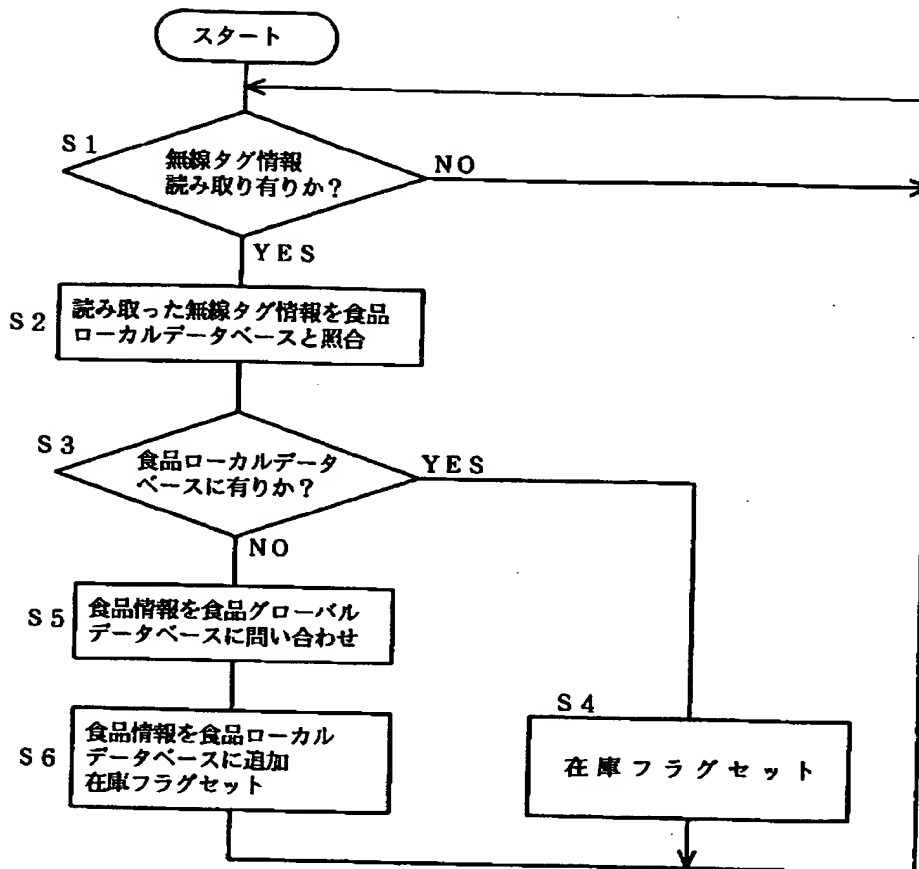 スタート
S1
無線タグ情報
読み取り有りか?
NO
YES
S2
読み取った無線タグ情報を食品
ローカルデータベースと照合
S3
食品ローカルデータ
ベースに有りか?
YES
NO
S5
食品情報を食品グローバル
データベースに問い合わせ
S4
在庫フラグセット
S6
食品情報を食品ローカル
データベースに追加
在庫フラグセット